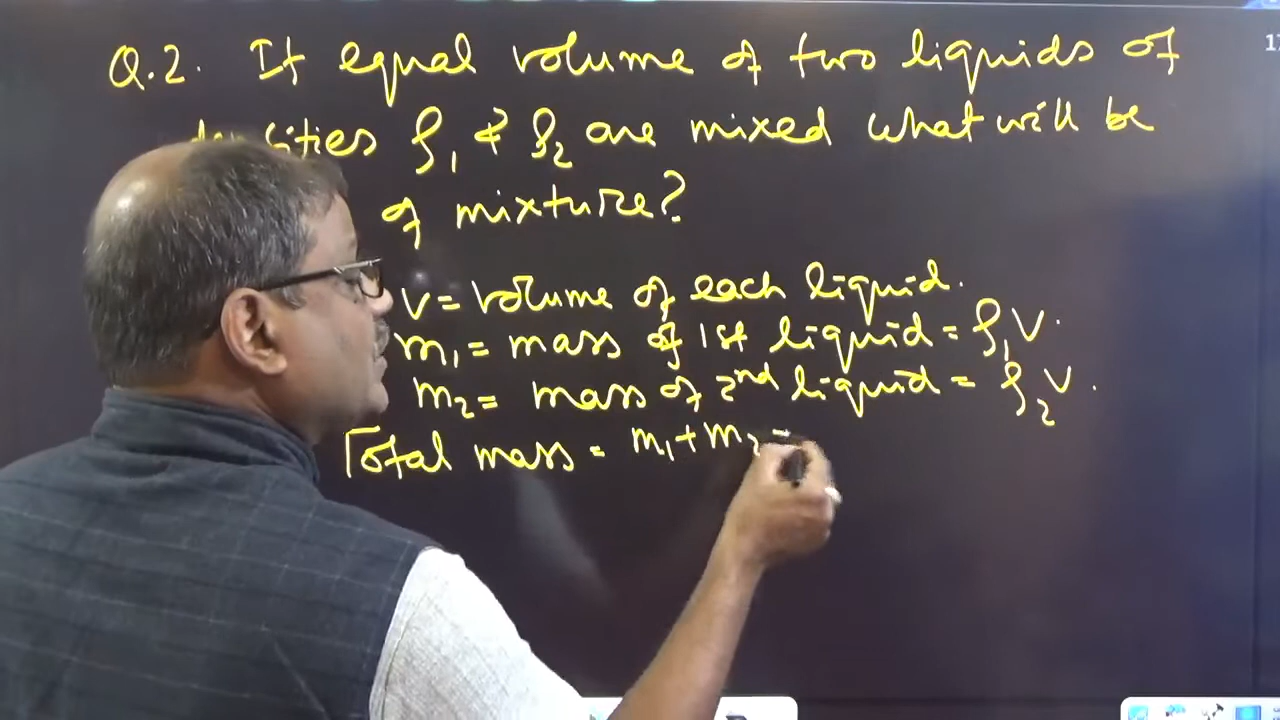 Q.2. If equal volume of two liquids of
ρ₁ & ρ₂ are mixed what will be
of mixture?
V = volume of each liquid.
m₁ = mass of 1st liquid = ρ₁V.
m₂ = mass of 2nd liquid = ρ₂V.
Total mass = m₁ + m₂ =